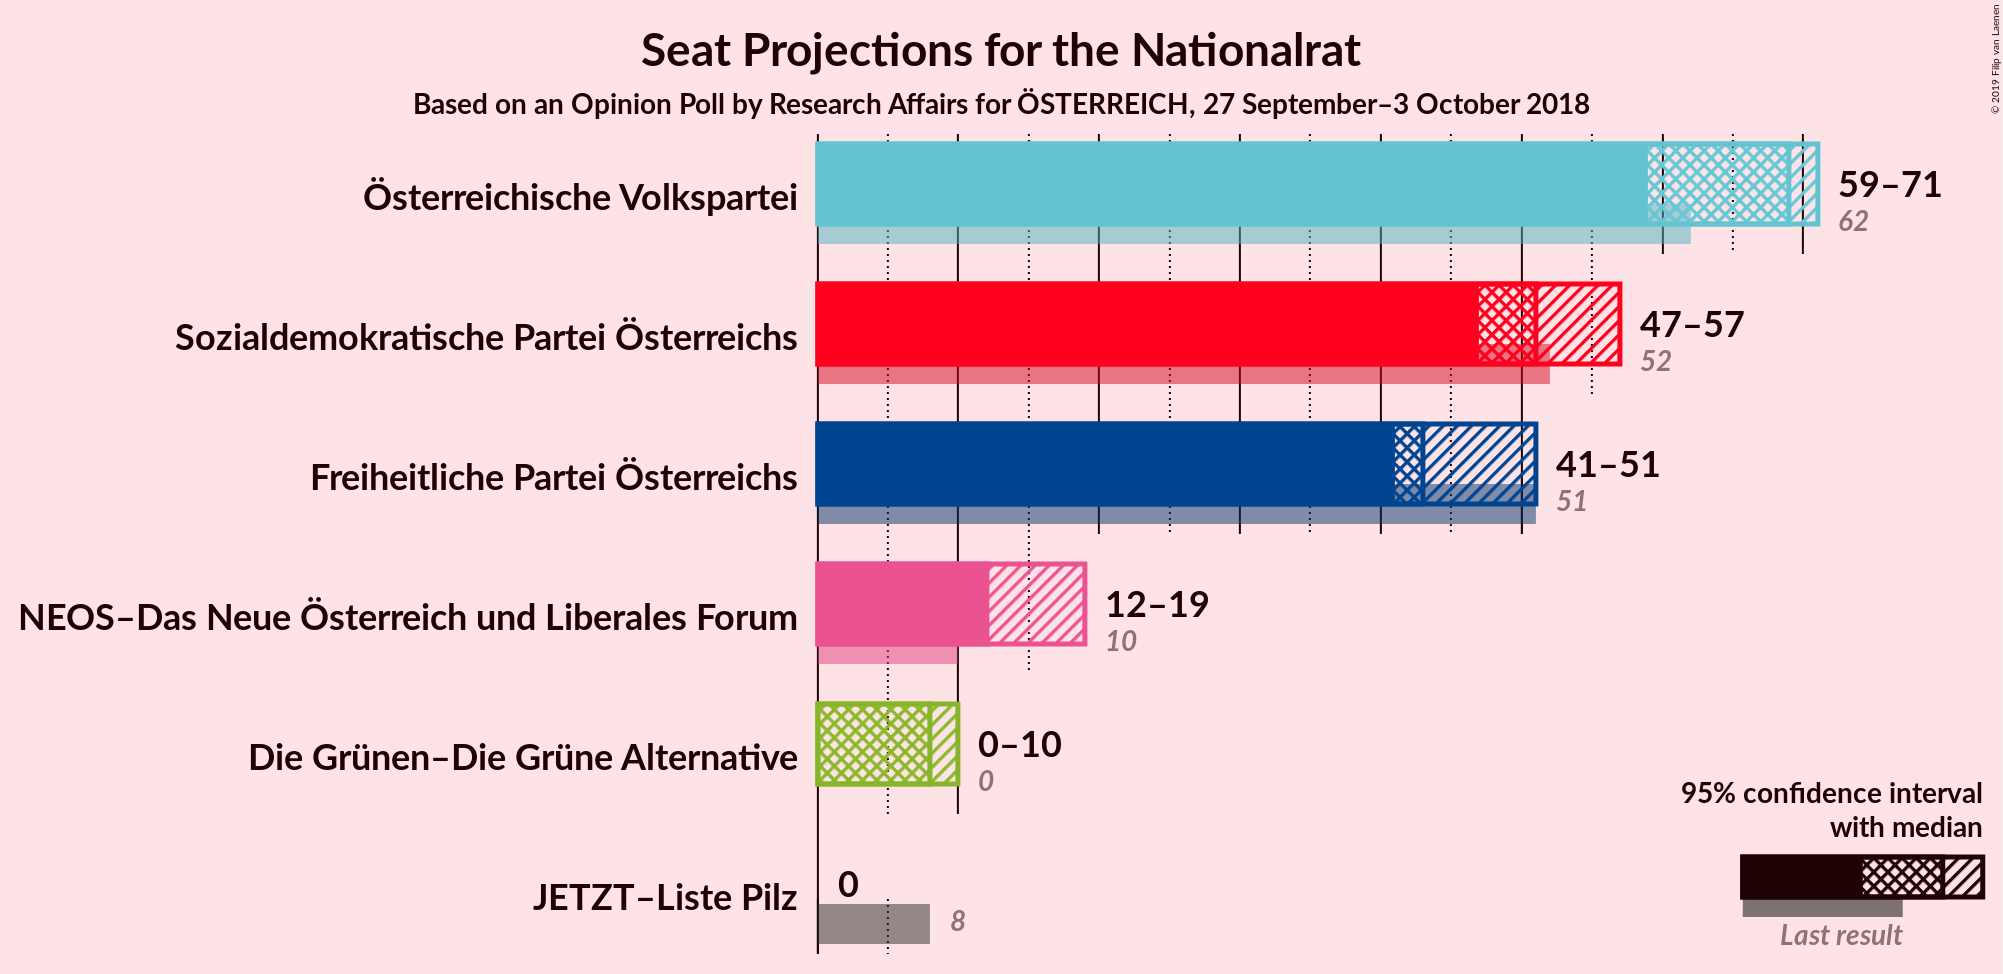 Seat Projections for the Nationalrat
Based on an Opinion Poll by Research Affairs for ÖSTERREICH, 27 September–3 October 2018
© 2019 Filip van Laenen
Österreichische Volkspartei
59–71
62
Sozialdemokratische Partei Österreichs
47–57
52
Freiheitliche Partei Österreichs
41–51
51
NEOS–Das Neue Österreich und Liberales Forum
12–19
10
Die Grünen–Die Grüne Alternative
0–10
0
JETZT–Liste Pilz
0
8
95% confidence interval
with median
Last result